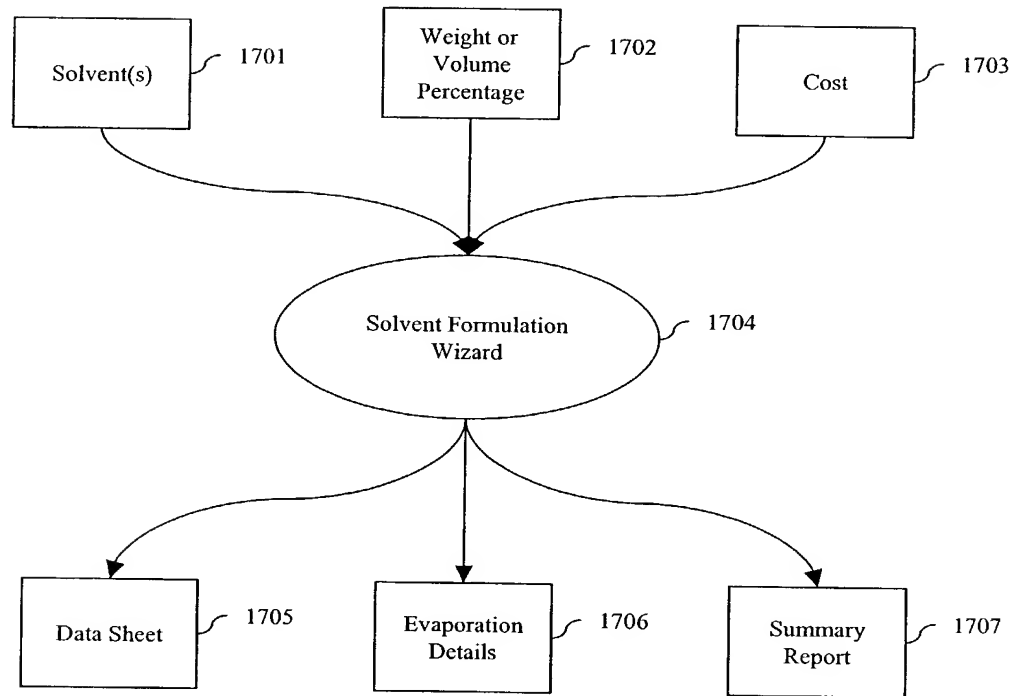 Solvent(s)
1701
Weight or
Volume
Percentage
1702
Cost
1703
Solvent Formulation
Wizard
1704
Data Sheet
1705
Evaporation
Details
1706
Summary
Report
1707